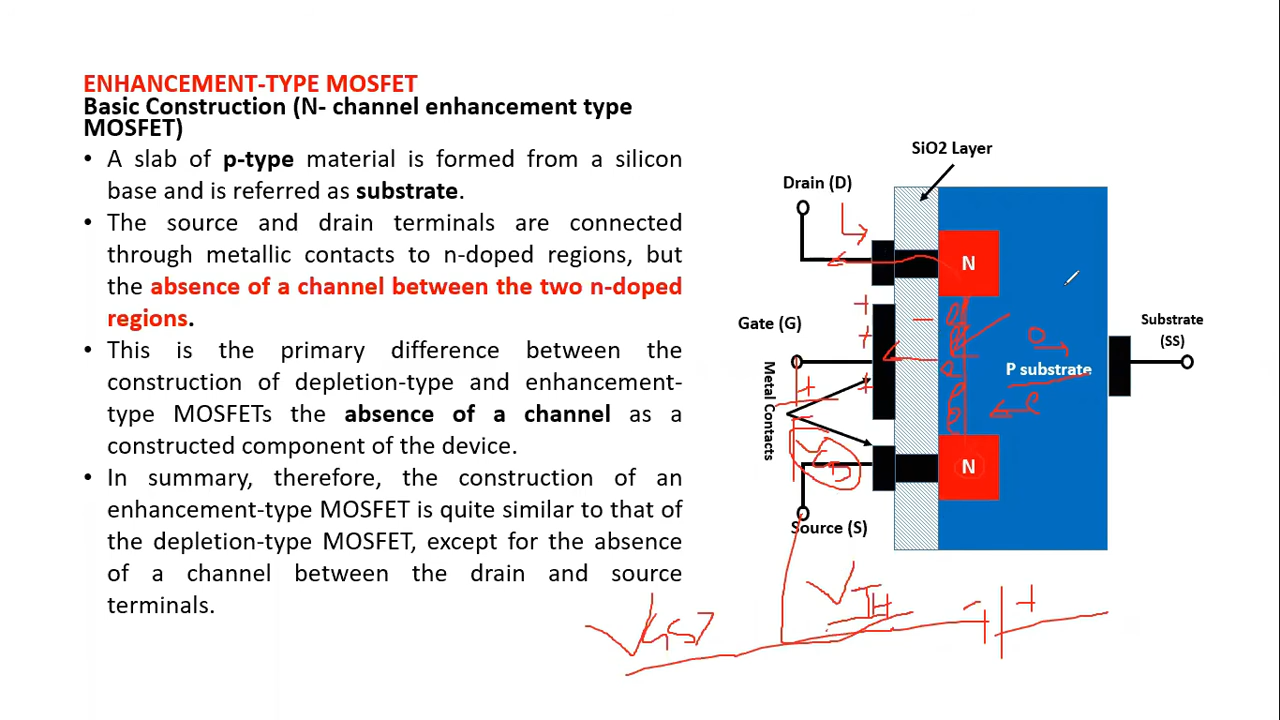 ENHANCEMENT-TYPE MOSFET
Basic Construction (N- channel enhancement type
MOSFET)
• A slab of p-type material is formed from a silicon
base and is referred as substrate.
• The source and drain terminals are connected
through metallic contacts to n-doped regions, but
the absence of a channel between the two n-doped
regions.
• This is the primary difference between the
construction of depletion-type and enhancement-
type MOSFETs the absence of a channel as a
constructed component of the device.
• In summary, therefore, the construction of an
enhancement-type MOSFET is quite similar to that of
the depletion-type MOSFET, except for the absence
of a channel between the drain and source
terminals.
SiO2 Layer
Drain (D)
N
Gate (G)
Metal Contacts
P substrate
Substrate
(SS)
N
Source (S)
+
+
+
+
e
VGS>
VTH
- +